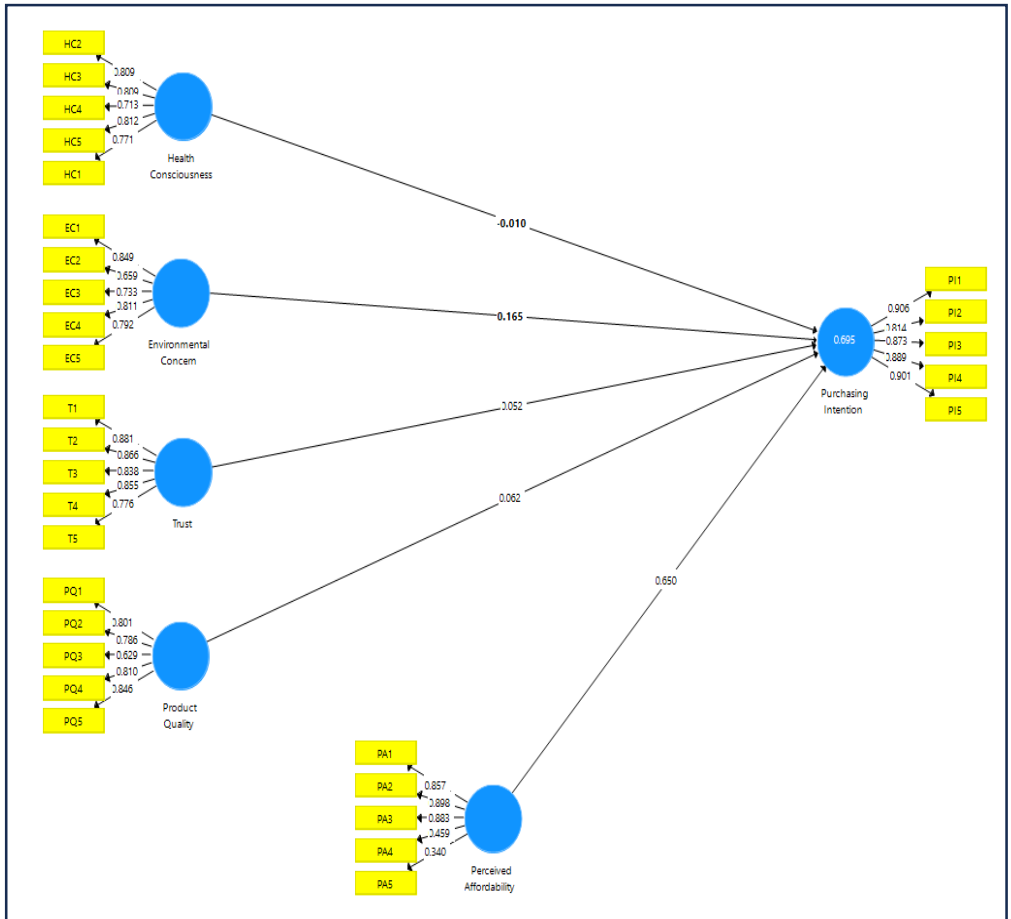 HC2
HC3
HC4
HC5
HC1
0.809
0.809
0.713
0.812
0.771
Health
Consciousness
-0.010
EC1
EC2
EC3
EC4
EC5
0.849
0.659
0.733
0.811
0.792
Environmental
Concern
0.165
T1
T2
T3
T4
T5
0.881
0.866
0.838
0.855
0.776
Trust
0.052
PQ1
PQ2
PQ3
PQ4
PQ5
0.801
0.786
0.629
0.810
0.846
Product
Quality
0.062
PA1
PA2
PA3
PA4
PA5
0.857
0.898
0.883
0.459
0.340
Perceived
Affordability
0.650
0.695
Purchasing
Intention
0.906
0.814
0.873
0.889
0.901
PI1
PI2
PI3
PI4
PI5